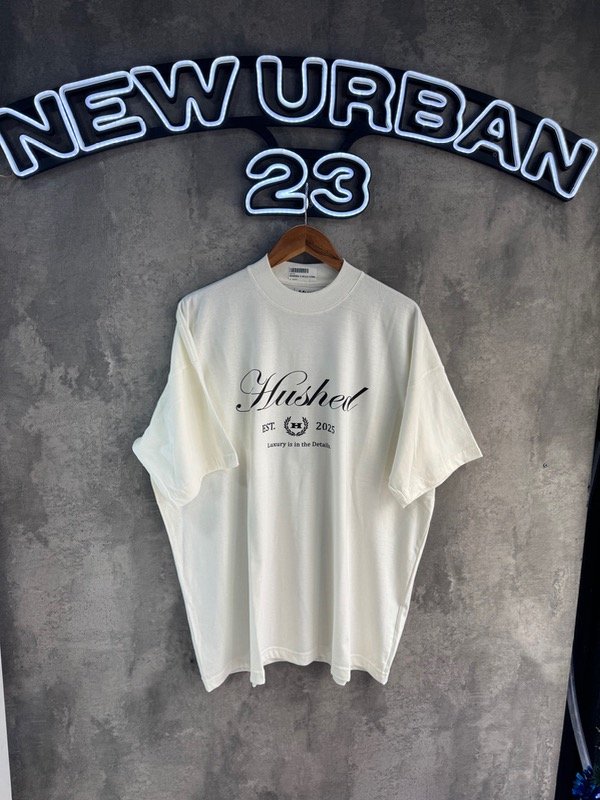 NEW URBAN
23
Hushed
EST. H 2025
Luxury is in the Details